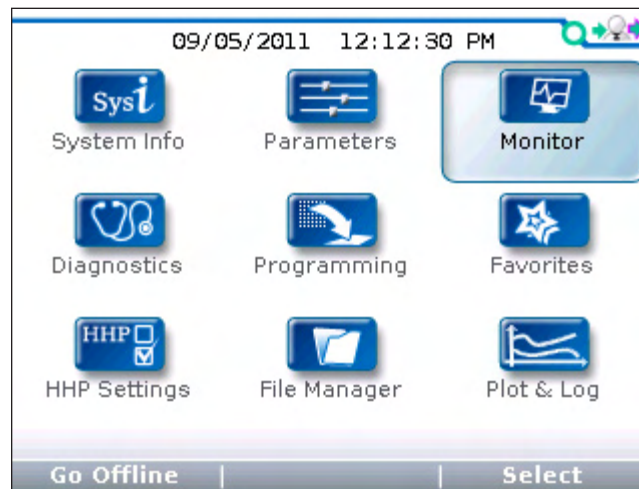 09/05/2011 12:12:30 PM
Sysi
System Info
Parameters
Monitor
Diagnostics
Programming
Favorites
HHP
HHP Settings
File Manager
Plot & Log
Go Offline | | Select